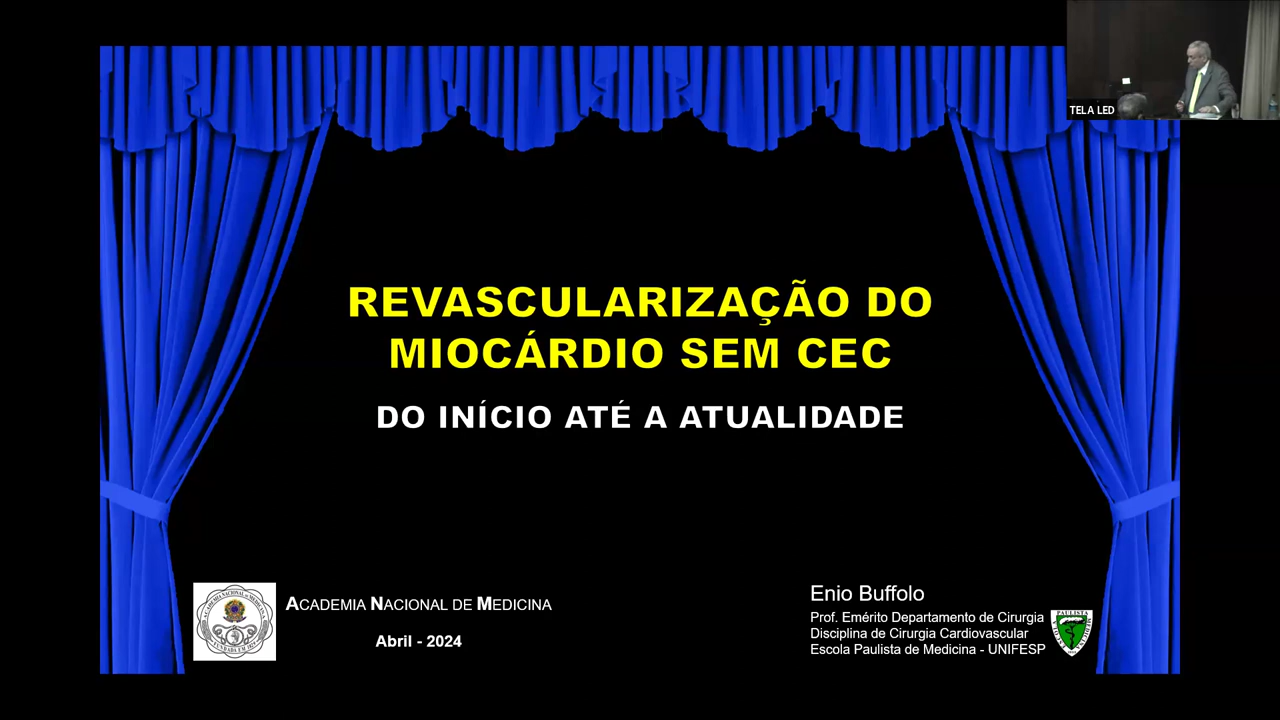 TELA LED
REVASCULARIZAÇÃO DO
MIOCÁRDIO SEM CEC
DO INÍCIO ATÉ A ATUALIDADE
ACADEMIA NACIONAL DE MEDICINA
Abril - 2024
Enio Buffolo
Prof. Emérito Departamento de Cirurgia
Disciplina de Cirurgia Cardiovascular
Escola Paulista de Medicina - UNIFESP
PAULISTA